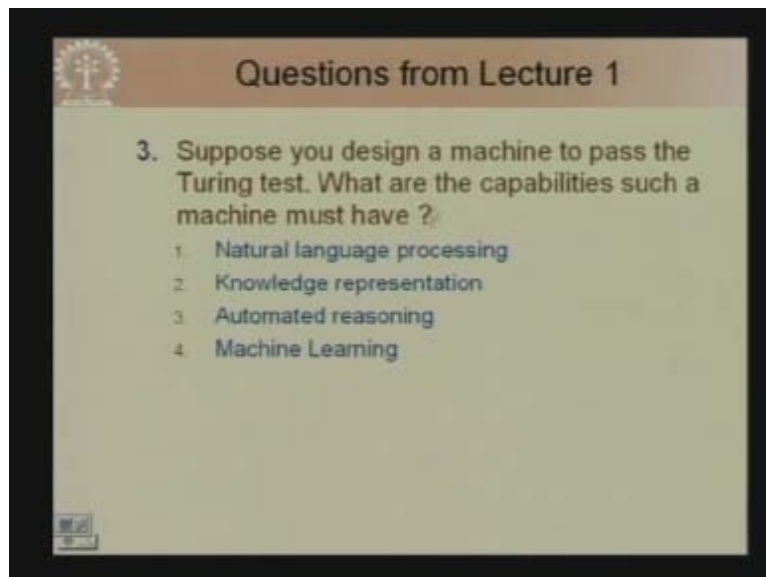 Questions from Lecture 1
3. Suppose you design a machine to pass the
Turing test. What are the capabilities such a
machine must have ?
1. Natural language processing
2. Knowledge representation
3. Automated reasoning
4. Machine Learning